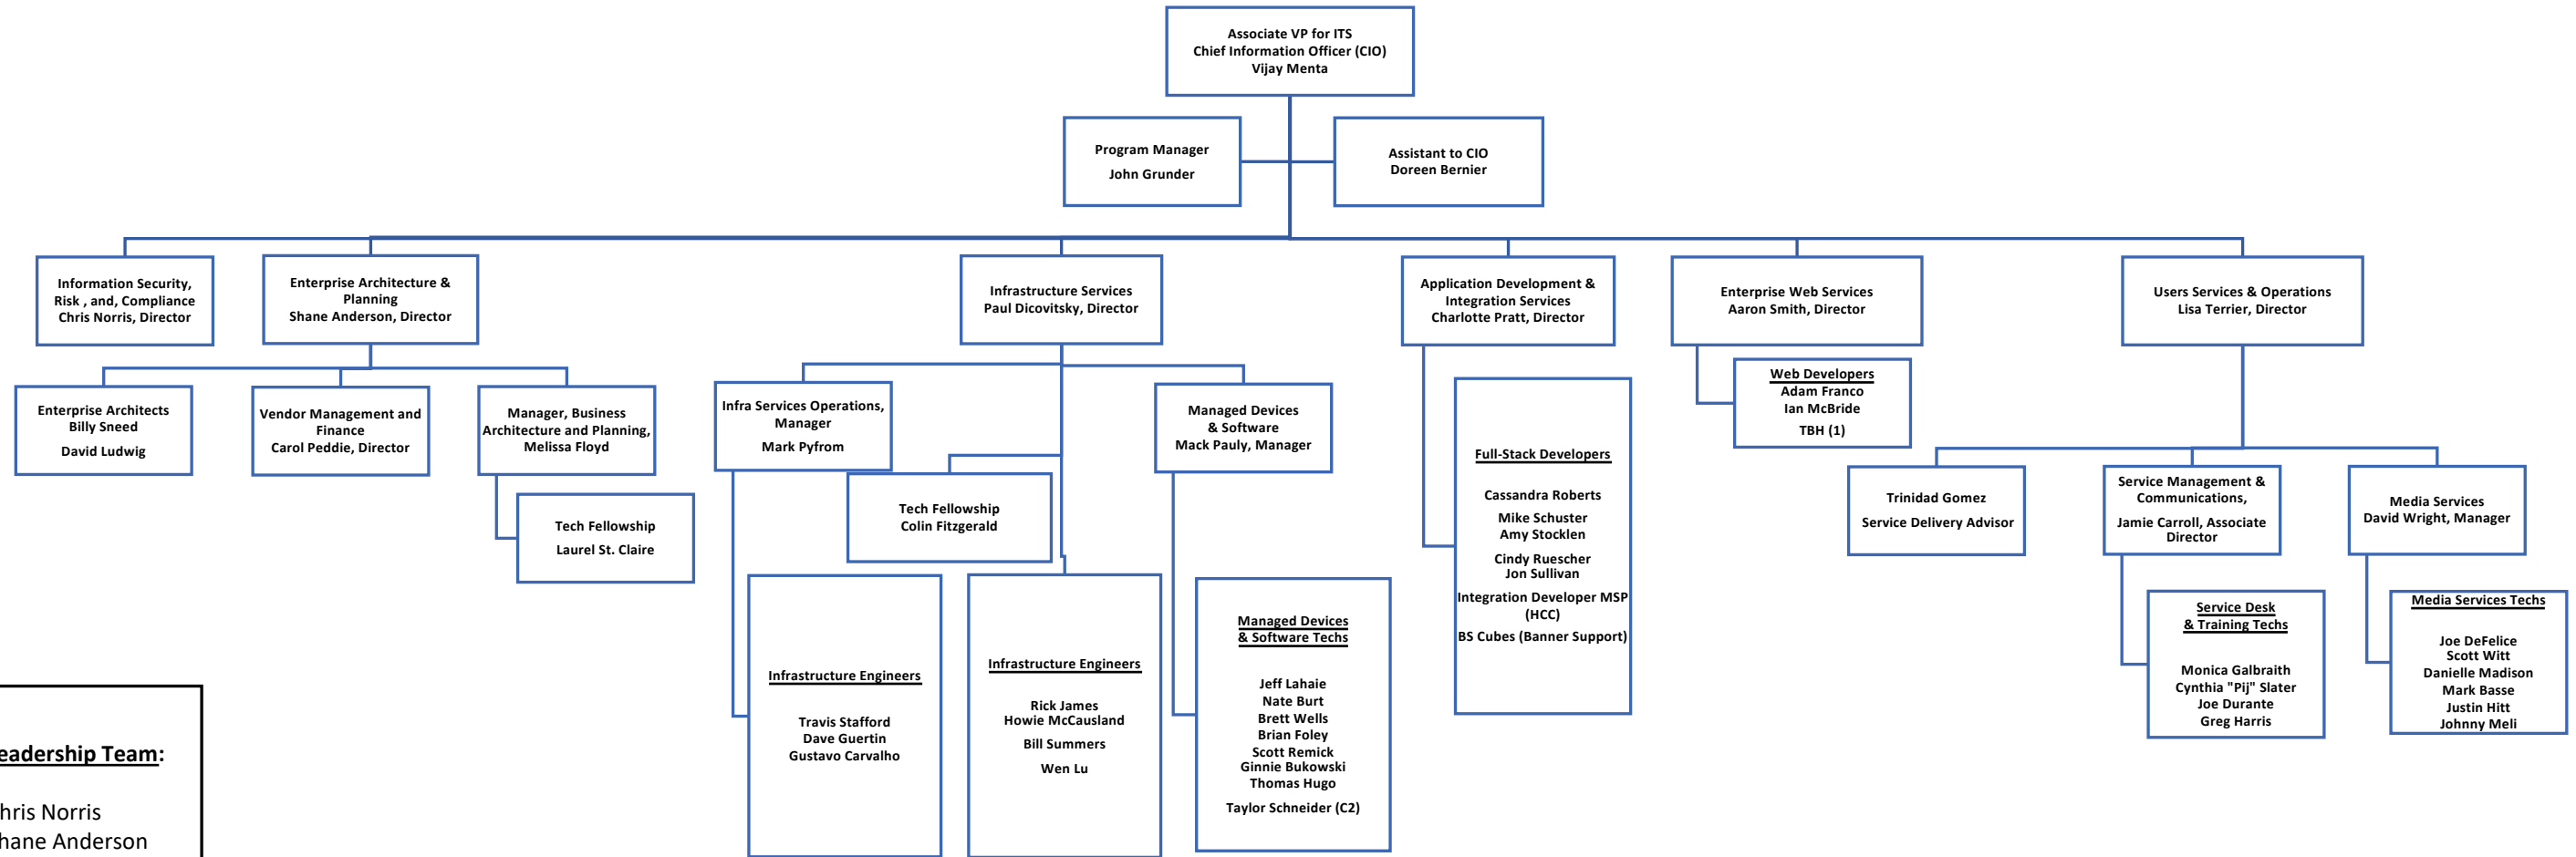 Associate VP for ITS
Chief Information Officer (CIO)
Vijay Menta
Program Manager
John Grunder
Assistant to CIO
Doreen Bernier
Information Security,
Risk , and, Compliance
Chris Norris, Director
Enterprise Architecture &
Planning
Shane Anderson, Director
Infrastructure Services
Paul Dicovitsky, Director
Application Development &
Integration Services
Charlotte Pratt, Director
Enterprise Web Services
Aaron Smith, Director
Users Services & Operations
Lisa Terrier, Director
Enterprise Architects
Billy Sneed
David Ludwig
Vendor Management and
Finance
Carol Peddie, Director
Manager, Business
Architecture and Planning,
Melissa Floyd
Tech Fellowship
Laurel St. Claire
Infra Services Operations,
Manager
Mark Pyfrom
Tech Fellowship
Colin Fitzgerald
Managed Devices
& Software
Mack Pauly, Manager
Infrastructure Engineers
Travis Stafford
Dave Guertin
Gustavo Carvalho
Infrastructure Engineers
Rick James
Howie McCausland
Bill Summers
Wen Lu
Managed Devices
& Software Techs
Jeff Lahaie
Nate Burt
Brett Wells
Brian Foley
Scott Remick
Ginnie Bukowski
Thomas Hugo
Taylor Schneider (C2)
Full-Stack Developers
Cassandra Roberts
Mike Schuster
Amy Stocklen
Cindy Ruescher
Jon Sullivan
Integration Developer MSP
(HCC)
BS Cubes (Banner Support)
Web Developers
Adam Franco
Ian McBride
TBH (1)
Trinidad Gomez
Service Delivery Advisor
Service Management &
Communications,
Jamie Carroll, Associate
Director
Media Services
David Wright, Manager
Service Desk
& Training Techs
Monica Galbraith
Cynthia "Pij" Slater
Joe Durante
Greg Harris
Media Services Techs
Joe DeFelice
Scott Witt
Danielle Madison
Mark Basse
Justin Hitt
Johnny Meli
eadership Team:
hris Norris
hane Anderson